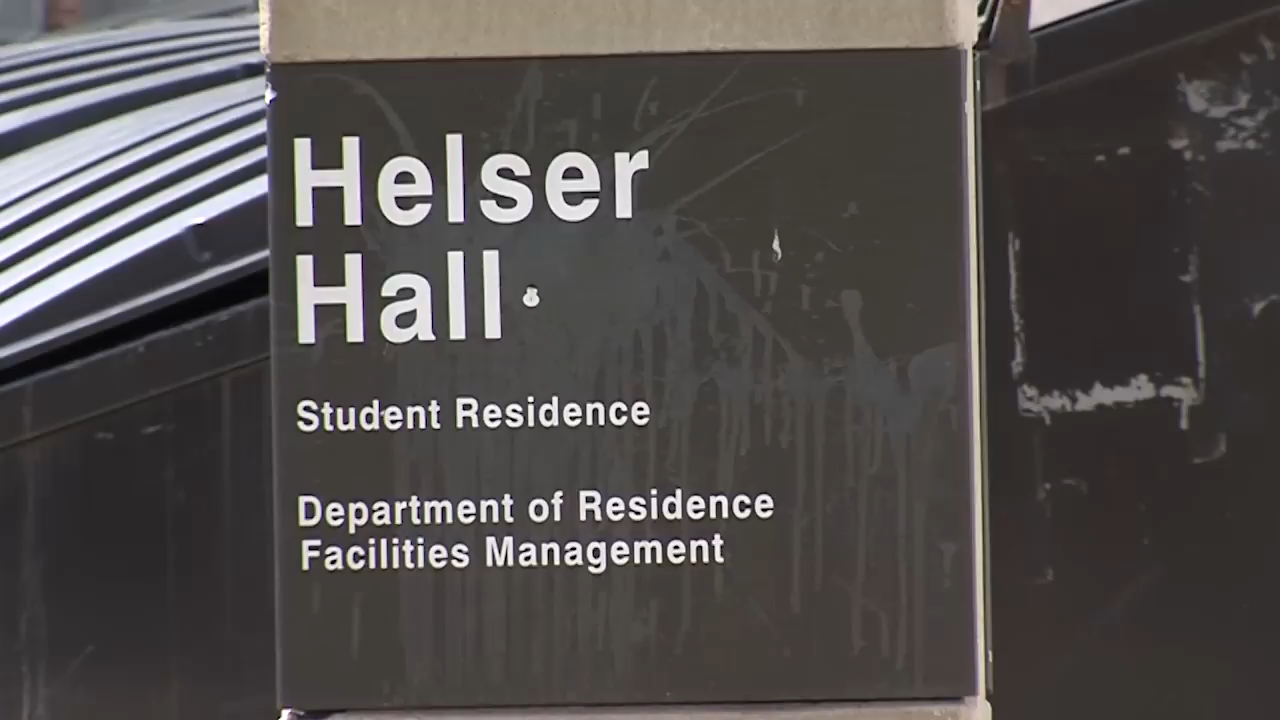 Helser
Hall
Student Residence
Department of Residence
Facilities Management